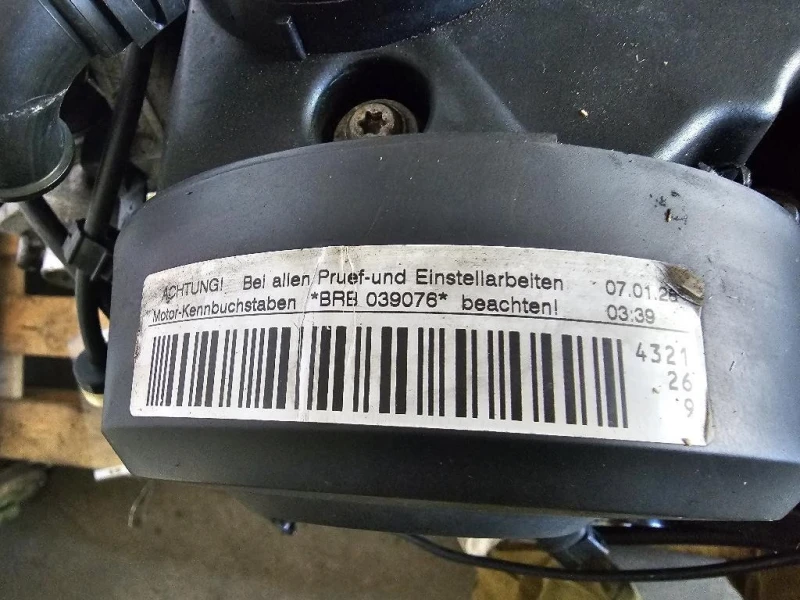 ACHTUNG! Bei allen Pruef-und Einstellarbeiten 07.01.
Motor-Kennbuchstaben *BRB 039076* beachten! 03:39
4321
26
9